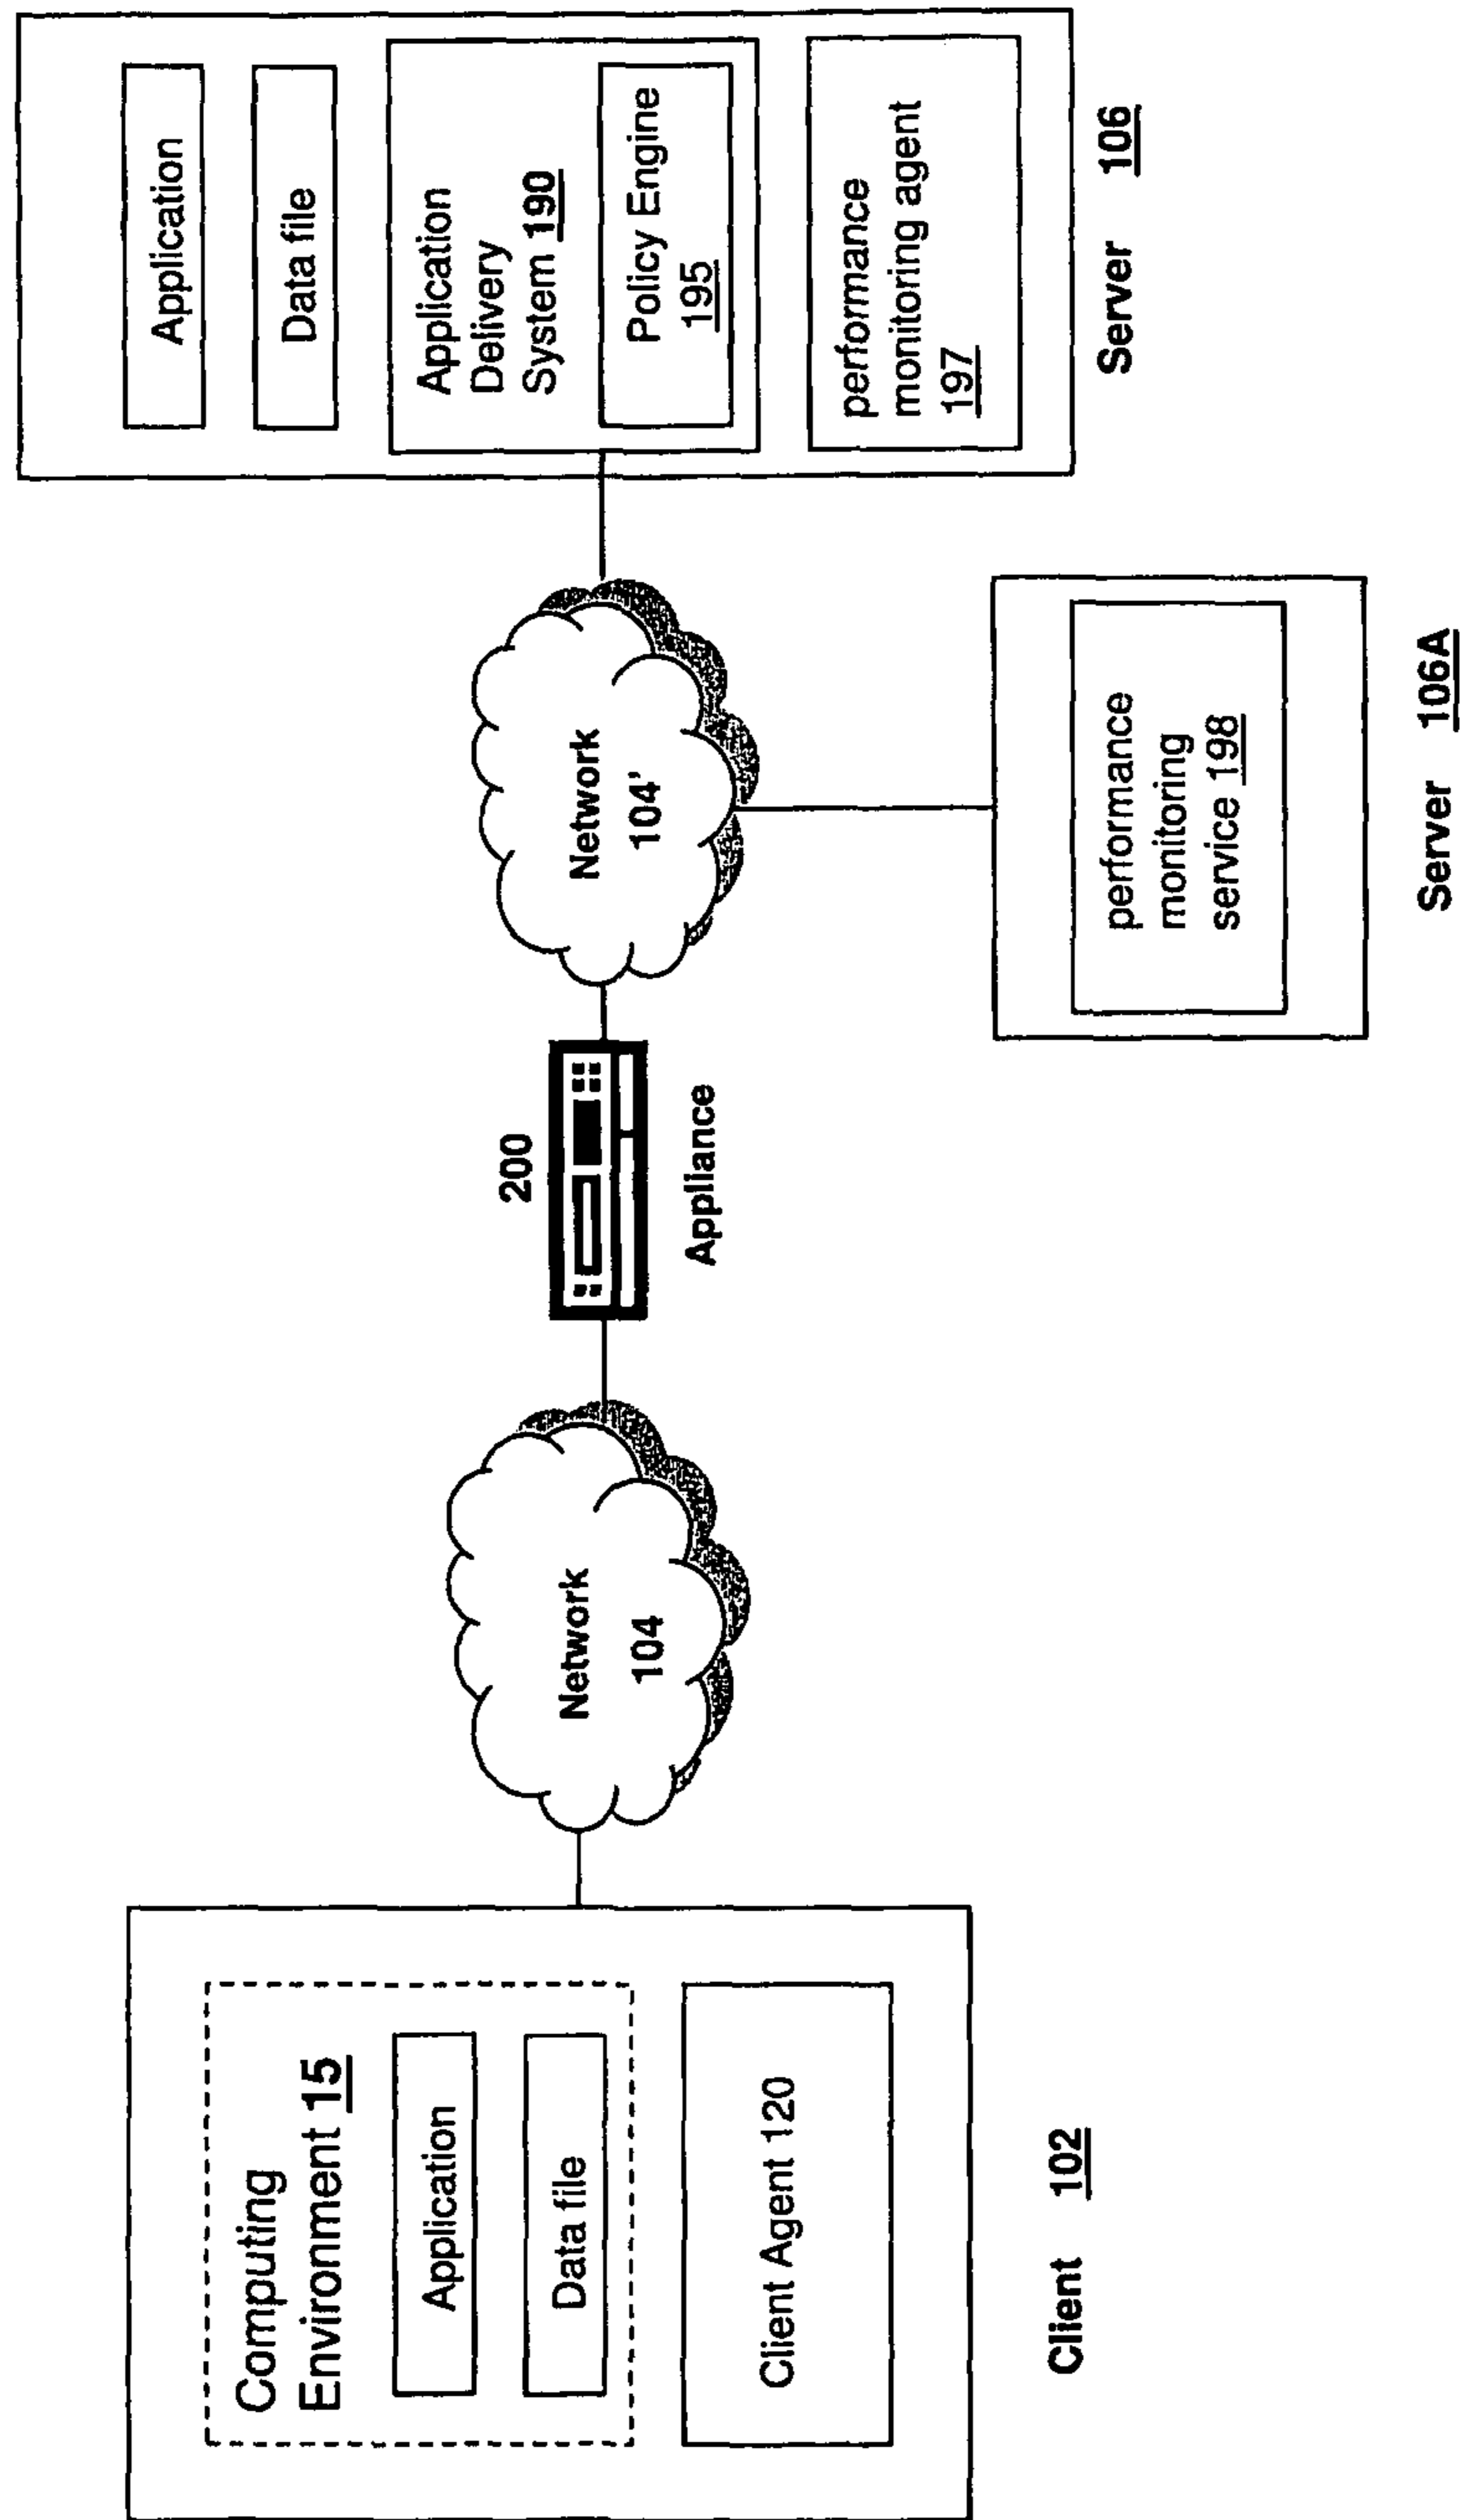 Computing
Environment 15
Application
Data file
Client Agent 120
Client 102
Network
104
200
Appliance
Network
104'
performance
monitoring
service 198
Server 106A
Application
Data file
Application
Delivery
System 190
Policy Engine
195
performance
monitoring agent
197
Server 106